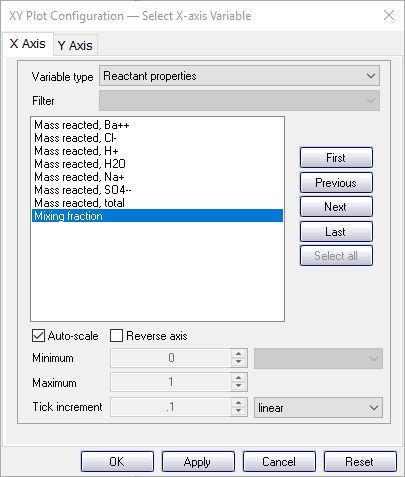 XY Plot Configuration — Select X-axis Variable
X Axis Y Axis
Variable type Reactant properties
Filter
Mass reacted, Ba++
Mass reacted, Cl-
Mass reacted, H+
Mass reacted, H2O
Mass reacted, Na+
Mass reacted, SO4--
Mass reacted, total
Mixing fraction
First
Previous
Next
Last
Select all
Auto-scale Reverse axis
Minimum 0
Maximum 1
Tick increment .1 linear
OK Apply Cancel Reset